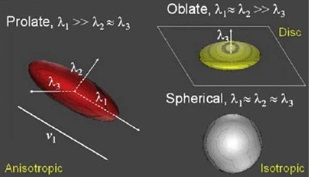 Prolate, λ1 >> λ2 ≈ λ3
λ2
λ3
λ1
v1
Anisotropic
Oblate, λ1≈ λ2 >> λ3
Disc
λ3
Spherical, λ1≈ λ2 ≈ λ3
Isotropic